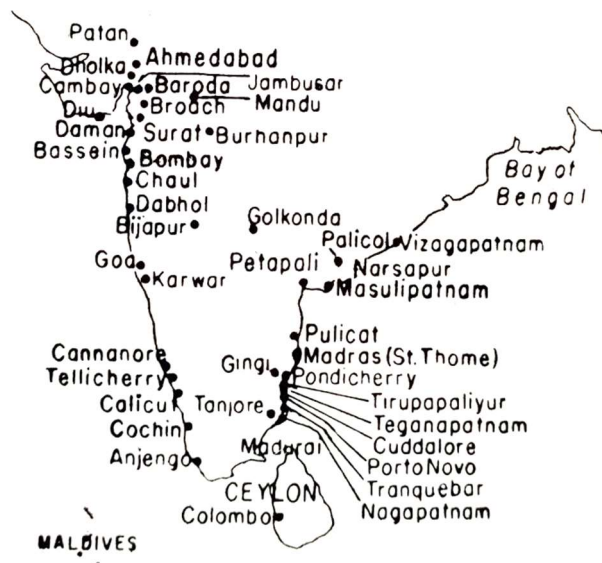 Patan
Ahmedabad
Dholka
Cambay
Baroda
Jambusar
Broach
Mandu
Diu
Daman
Surat
Burhanpur
Bassein
Bombay
Chaul
Dabhol
Bijapur
Golkonda
Bay of
Bengal
Palicol
Vizagapatnam
Goa
Karwar
Petapali
Narsapur
Masulipatnam
Pulicat
Cannanore
Madras (St. Thome)
Gingi
Pondicherry
Tellicherry
Tirupapaliyur
Calicut
Tanjore
Teganapatnam
Cochin
Cuddalore
Madurai
Porto Novo
Anjengo
Tranquebar
CEYLON
Nagapatnam
Colombo
MALDIVES